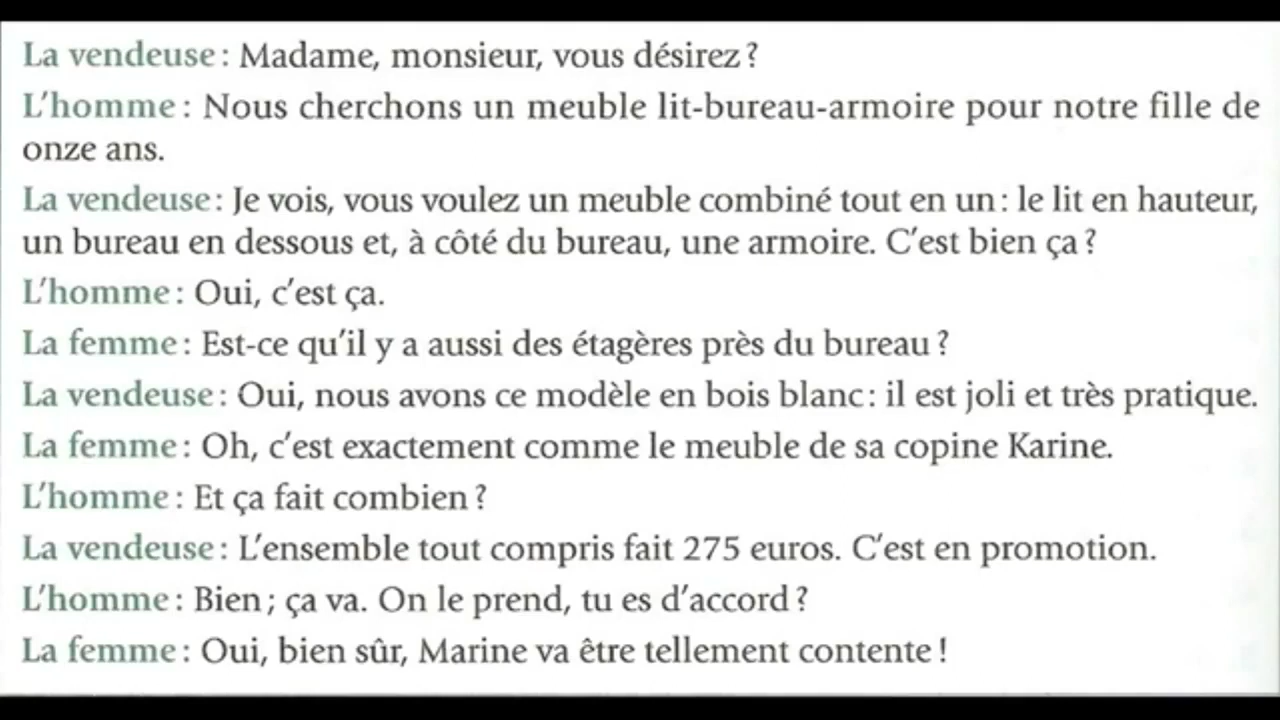 La vendeuse : Madame, monsieur, vous désirez ?
L'homme : Nous cherchons un meuble lit-bureau-armoire pour notre fille de
onze ans.
La vendeuse : Je vois, vous voulez un meuble combiné tout en un : le lit en hauteur,
un bureau en dessous et, à côté du bureau, une armoire. C'est bien ça ?
L'homme : Oui, c'est ça.
La femme : Est-ce qu'il y a aussi des étagères près du bureau ?
La vendeuse : Oui, nous avons ce modèle en bois blanc : il est joli et très pratique.
La femme : Oh, c'est exactement comme le meuble de sa copine Karine.
L'homme : Et ça fait combien ?
La vendeuse : L'ensemble tout compris fait 275 euros. C'est en promotion.
L'homme : Bien ; ça va. On le prend, tu es d'accord ?
La femme : Oui, bien sûr, Marine va être tellement contente !